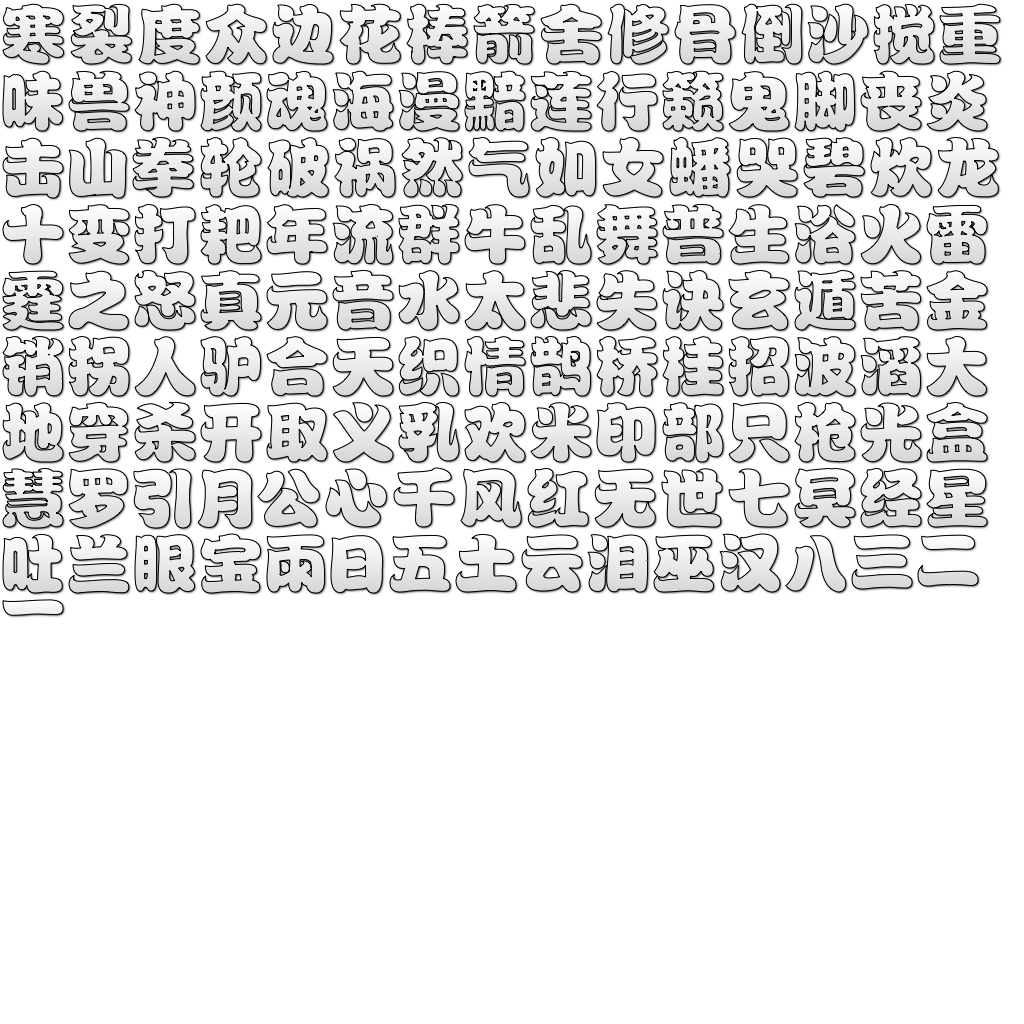 寒裂度众边花棒箭舍修骨倒沙搅重
味兽神颜魂海漫黯莲行籁鬼脚丧炎
击山拳轮破祸然气如女蟠哭碧炊龙
十变打耙年流群牛乱舞普生浴火雷
霆之怒真元音水太悲失诀玄遁苦金
销拐人驴合天织情鹊桥桂招波滔大
地穿杀开取义乳欢米印部只抢光盒
慧罗引月公心千风红无世七冥经星
吐兰眼宝雨日五土云泪巫汉八三二
一